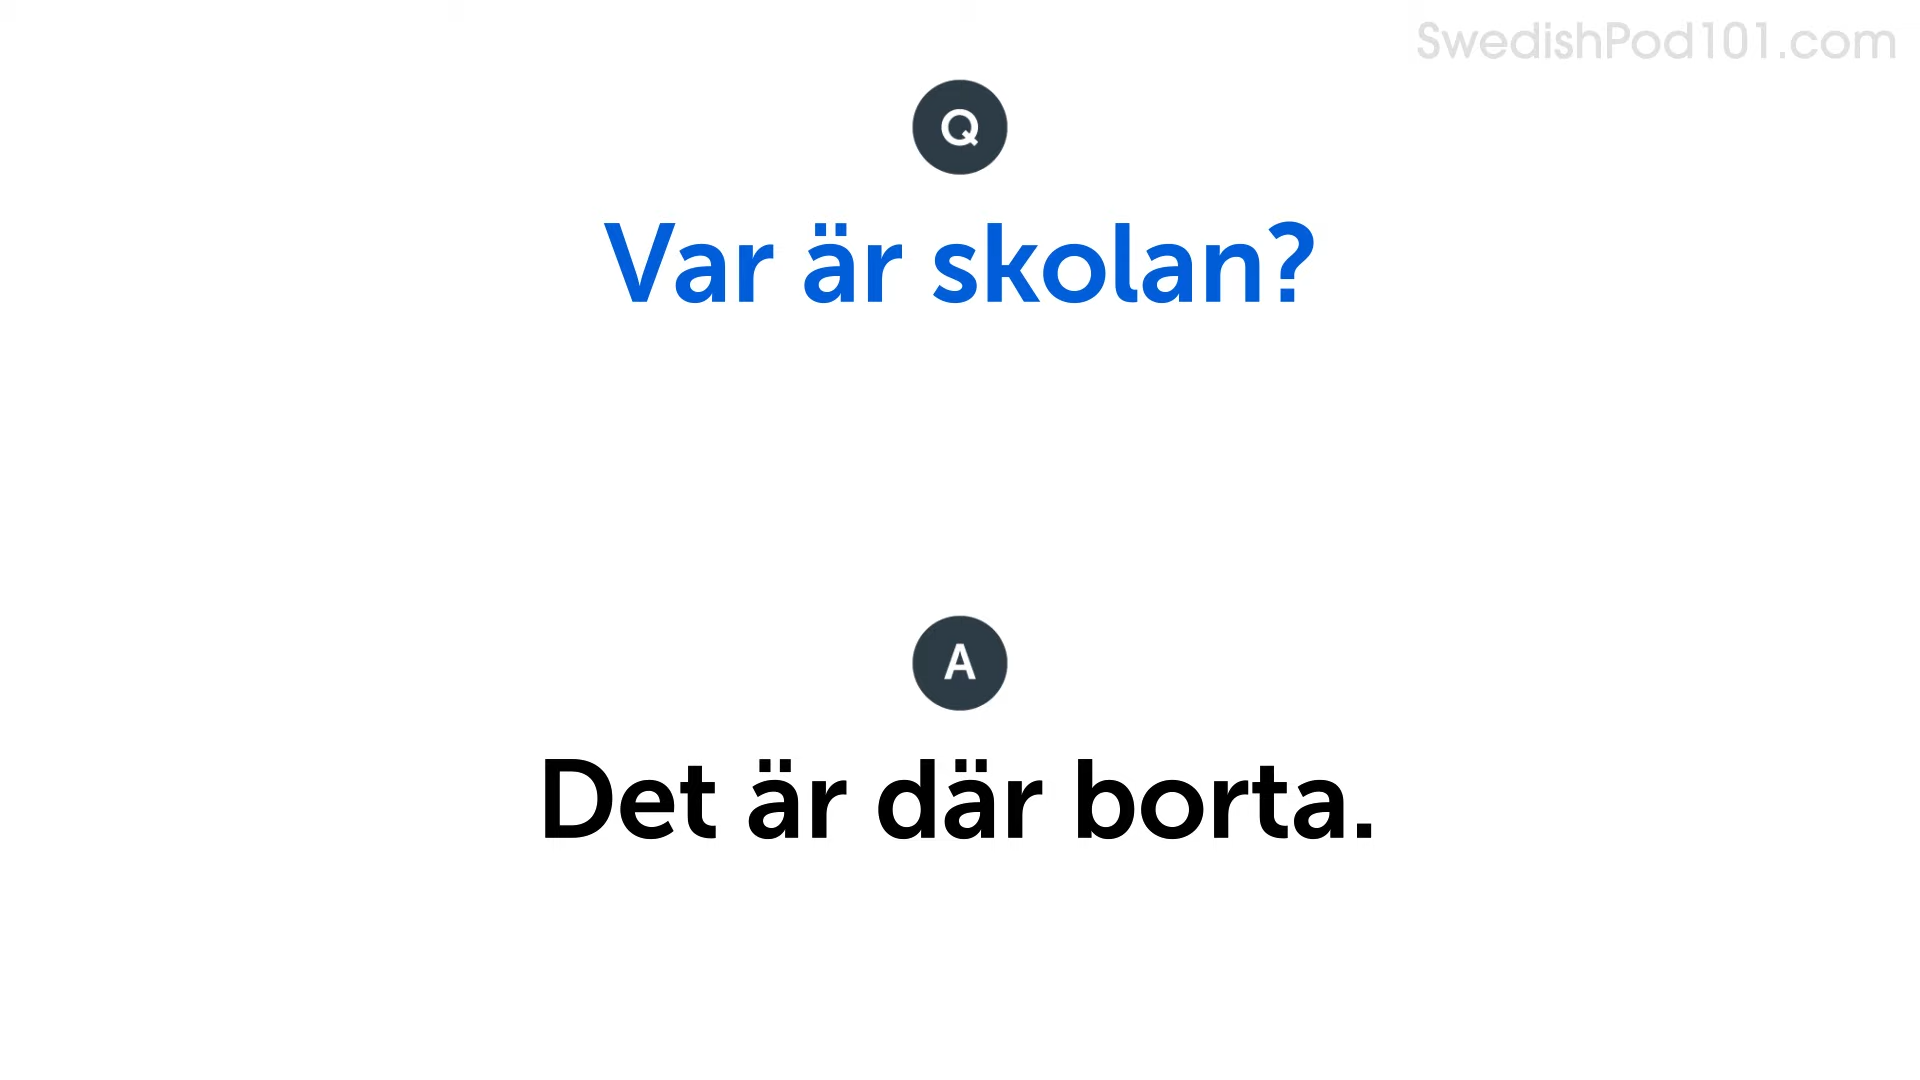 SwedishPod101.com
Q
Var är skolan?
A
Det är där borta.